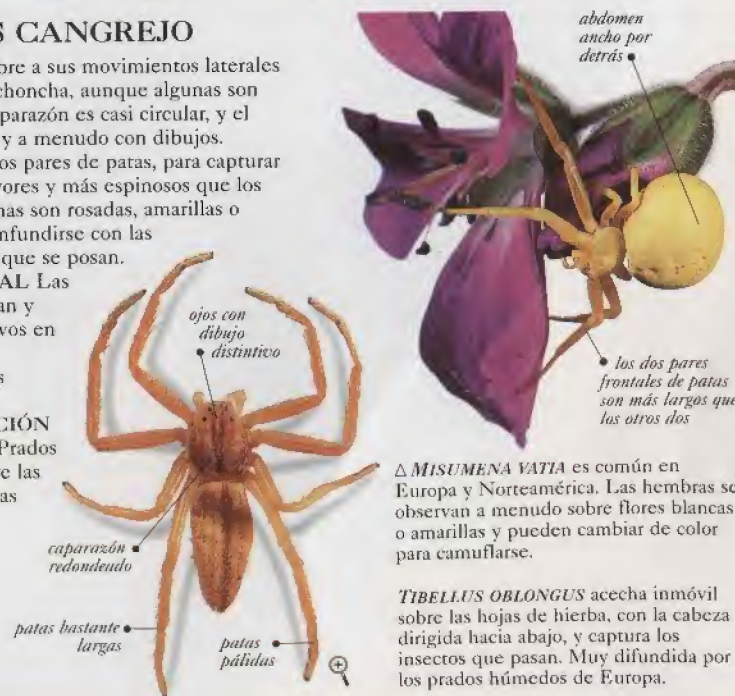 S CANGREJO
bre a sus movimientos laterales
choncha, aunque algunas son
parazón es casi circular, y el
y a menudo con dibujos.
os pares de patas, para capturar
ores y más espinosos que los
nas son rosadas, amarillas o
nfundirse con las
que se posan.
AL Las
an y
vos en
s
CIÓN
Prados
e las
as
ojos con
dibujo
distintivo
caparazón
redondeado
patas bastante
largas
patas
pálidas
abdomen
ancho por
detrás
los dos pares
frontales de patas
son más largos que
los otros dos
△ MISUMENA VATIA es común en
Europa y Norteamérica. Las hembras se
observan a menudo sobre flores blancas
o amarillas y pueden cambiar de color
para camuflarse.
TIBELLUS OBLONGUS acecha inmóvil
sobre las hojas de hierba, con la cabeza
dirigida hacia abajo, y captura los
insectos que pasan. Muy difundida por
los prados húmedos de Europa.